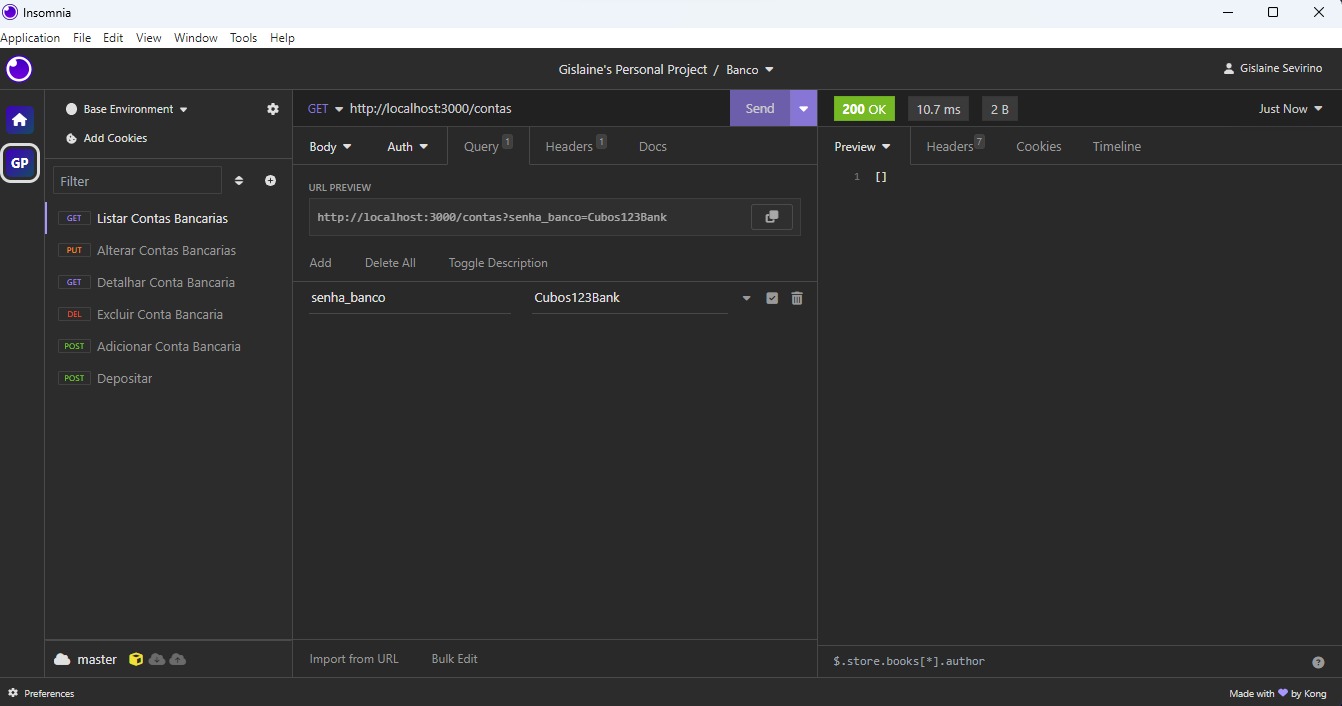 Insomnia
Application File Edit View Window Tools Help
Gislaine's Personal Project / Banco
Gislaine Sevirino
GP
Base Environment
Add Cookies
Filter
GET Listar Contas Bancarias
PUT Alterar Contas Bancarias
GET Detalhar Conta Bancaria
DEL Excluir Conta Bancaria
POST Adicionar Conta Bancaria
POST Depositar
master
GET http://localhost:3000/contas Send
Body Auth Query 1 Headers 1 Docs
URL PREVIEW
http://localhost:3000/contas?senha_banco=Cubos123Bank
Add Delete All Toggle Description
senha_banco Cubos123Bank
Import from URL Bulk Edit
200 OK 10.7 ms 2 B Just Now
Preview Headers 7 Cookies Timeline
1 []
$.store.books[*].author ?
Preferences
Made with 💜 by Kong